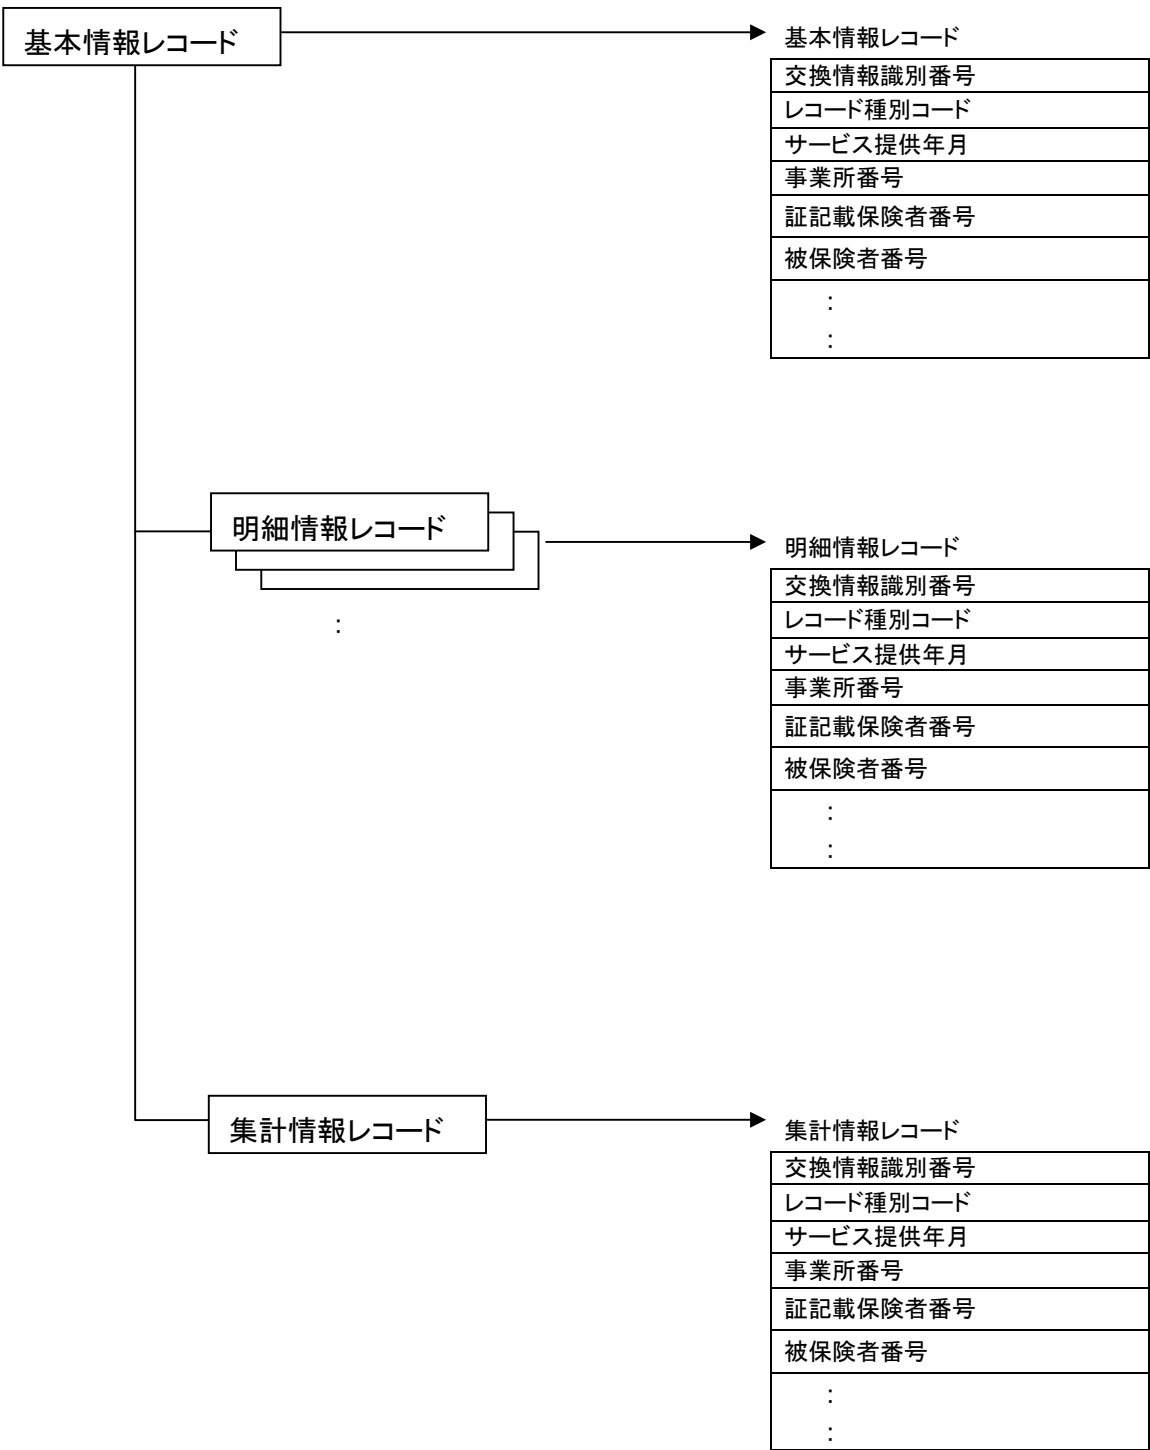 基本情報レコード
基本情報レコード
交換情報識別番号
レコード種別コード
サービス提供年月
事業所番号
証記載保険者番号
被保険者番号
:
:
明細情報レコード
:
明細情報レコード
交換情報識別番号
レコード種別コード
サービス提供年月
事業所番号
証記載保険者番号
被保険者番号
:
:
集計情報レコード
集計情報レコード
交換情報識別番号
レコード種別コード
サービス提供年月
事業所番号
証記載保険者番号
被保険者番号
:
: